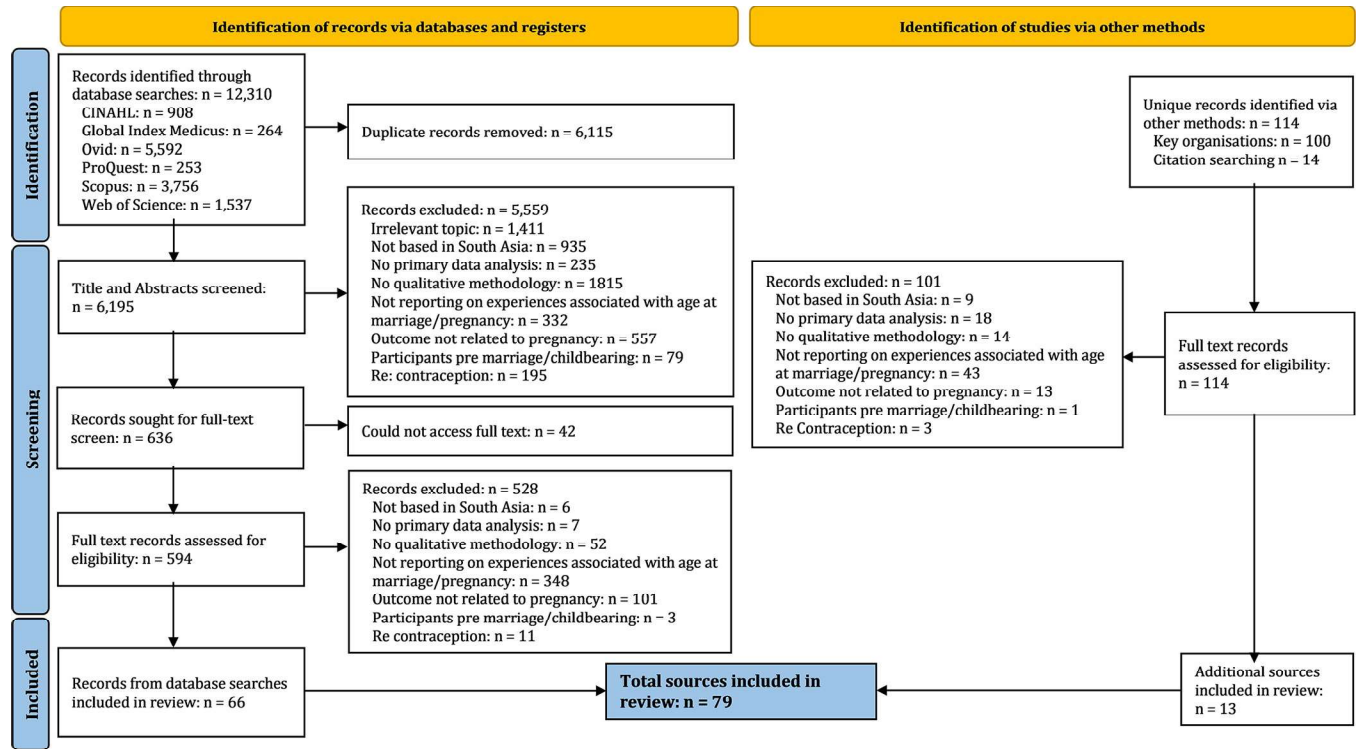 Identification of records via databases and registers
Identification of studies via other methods
Identification
Records identified through
database searches: n = 12,310
CINAHL: n = 908
Global Index Medicus: n = 264
Ovid: n = 5,592
ProQuest: n = 253
Scopus: n = 3,756
Web of Science: n = 1,537
Duplicate records removed: n = 6,115
Unique records identified via
other methods: n = 114
Key organisations: n = 100
Citation searching n = 14
Screening
Title and Abstracts screened:
n = 6,195
Records excluded: n = 5,559
Irrelevant topic: n = 1,411
Not based in South Asia: n = 935
No primary data analysis: n = 235
No qualitative methodology: n = 1815
Not reporting on experiences associated with age at
marriage/pregnancy: n = 332
Outcome not related to pregnancy: n = 557
Participants pre marriage/childbearing: n = 79
Re: contraception: n = 195
Records sought for full-text
screen: n = 636
Could not access full text: n = 42
Full text records assessed for
eligibility: n = 594
Records excluded: n = 528
Not based in South Asia: n = 6
No primary data analysis: n = 7
No qualitative methodology: n = 52
Not reporting on experiences associated with age at
marriage/pregnancy: n = 348
Outcome not related to pregnancy: n = 101
Participants pre marriage/childbearing: n = 3
Re contraception: n = 11
Records excluded: n = 101
Not based in South Asia: n = 9
No primary data analysis: n = 18
No qualitative methodology: n = 14
Not reporting on experiences associated with age
at marriage/pregnancy: n = 43
Outcome not related to pregnancy: n = 13
Participants pre marriage/childbearing: n = 1
Re Contraception: n = 3
Full text records
assessed for eligibility:
n = 114
Included
Records from database searches
included in review: n = 66
Total sources included in
review: n = 79
Additional sources
included in review:
n = 13